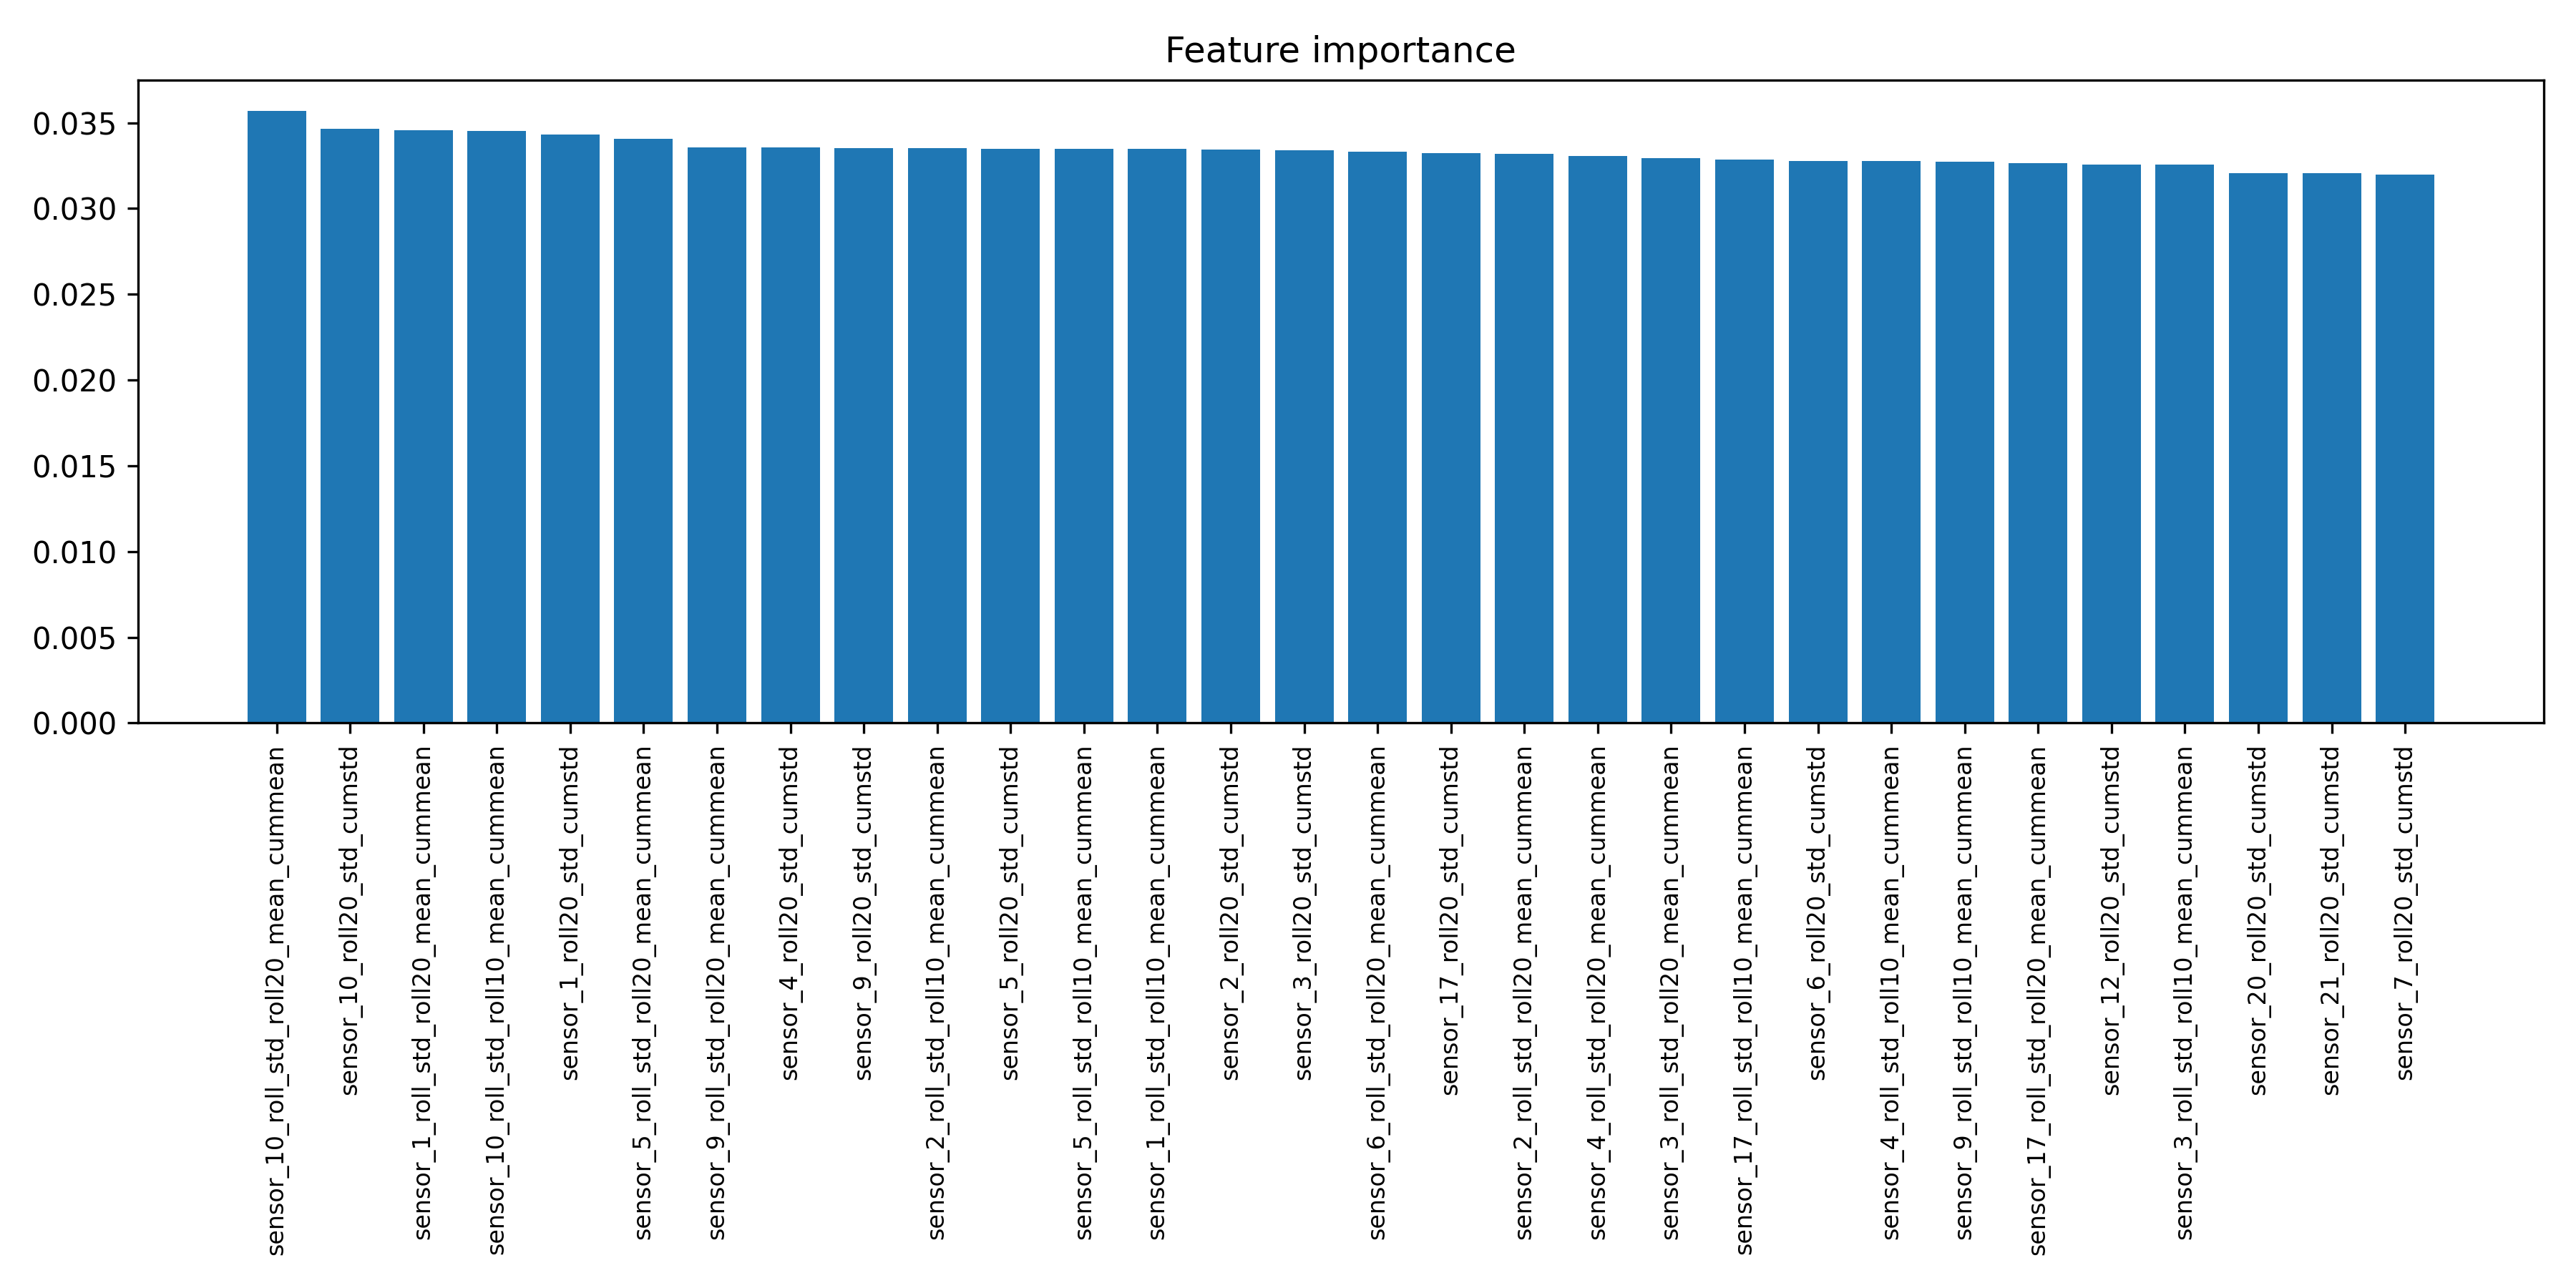 Feature importance
0.035
0.030
0.025
0.020
0.015
0.010
0.005
0.000
sensor_10_roll_std_roll20_mean_cummean
sensor_10_roll20_std_cumstd
sensor_1_roll_std_roll20_mean_cummean
sensor_10_roll_std_roll10_mean_cummean
sensor_1_roll20_std_cumstd
sensor_5_roll_std_roll20_mean_cummean
sensor_9_roll_std_roll20_mean_cummean
sensor_4_roll20_std_cumstd
sensor_9_roll20_std_cumstd
sensor_2_roll_std_roll10_mean_cummean
sensor_5_roll20_std_cumstd
sensor_5_roll_std_roll10_mean_cummean
sensor_1_roll_std_roll10_mean_cummean
sensor_2_roll20_std_cumstd
sensor_3_roll20_std_cumstd
sensor_6_roll_std_roll20_mean_cummean
sensor_17_roll20_std_cumstd
sensor_2_roll_std_roll20_mean_cummean
sensor_4_roll_std_roll20_mean_cummean
sensor_3_roll_std_roll20_mean_cummean
sensor_17_roll_std_roll10_mean_cummean
sensor_6_roll20_std_cumstd
sensor_4_roll_std_roll10_mean_cummean
sensor_9_roll_std_roll10_mean_cummean
sensor_17_roll_std_roll20_mean_cummean
sensor_12_roll20_std_cumstd
sensor_3_roll_std_roll10_mean_cummean
sensor_20_roll20_std_cumstd
sensor_21_roll20_std_cumstd
sensor_7_roll20_std_cumstd